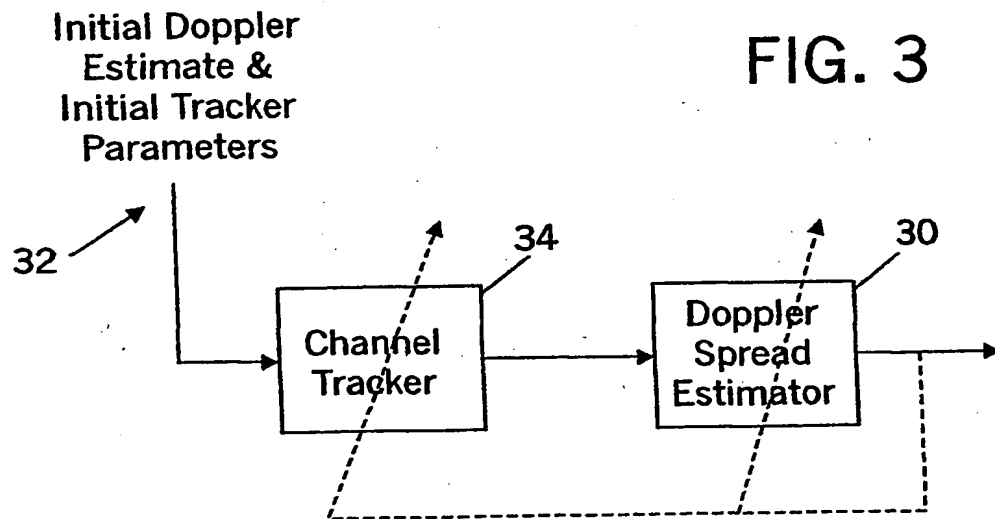 Initial Doppler
Estimate &
Initial Tracker
Parameters
FIG. 3
32
34
30
Channel
Tracker
Doppler
Spread
Estimator